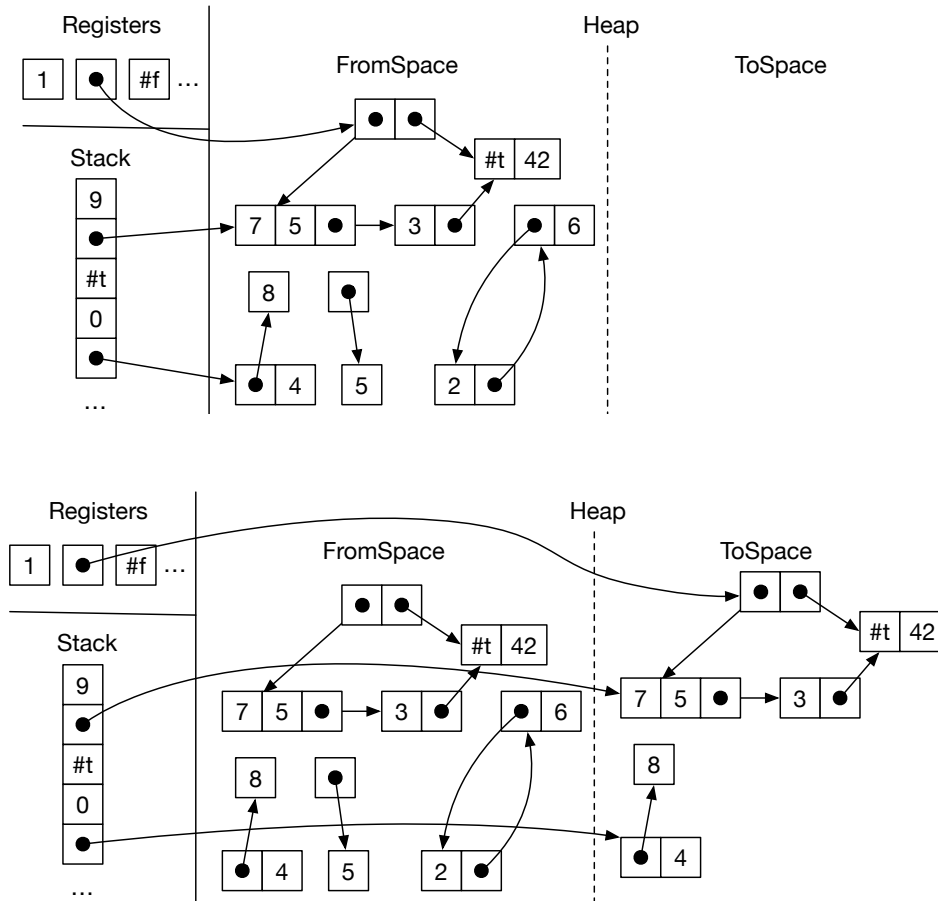 Registers
Heap
FromSpace
ToSpace
1
#f
...
Stack
#t 42
9
7 5
3
6
#t
8
0
4
5
2
...
Registers
Heap
FromSpace
ToSpace
1
#f
...
#t 42
#t 42
Stack
9
7 5
3
6
7 5
3
#t
8
8
0
4
5
2
4
...